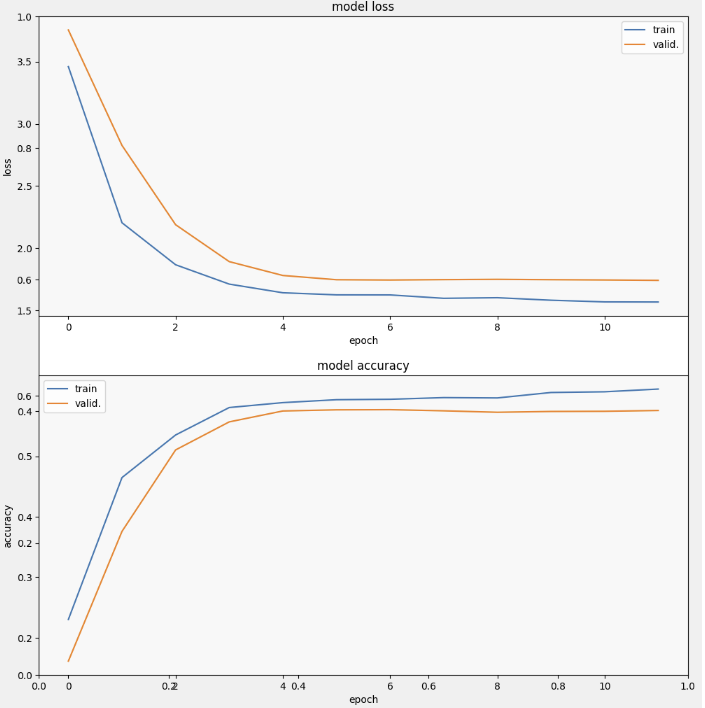 model loss
1.0
3.5
3.0
0.8
2.5
2.0
0.6
1.5
loss
train
valid.
0 2 4 6 8 10
epoch
model accuracy
0.6
0.4
0.5
0.4
0.2
0.3
0.2
0.0
accuracy
train
valid.
0.0 0 0.2 2 4 0.4 6 0.6 8 0.8 10 1.0
epoch